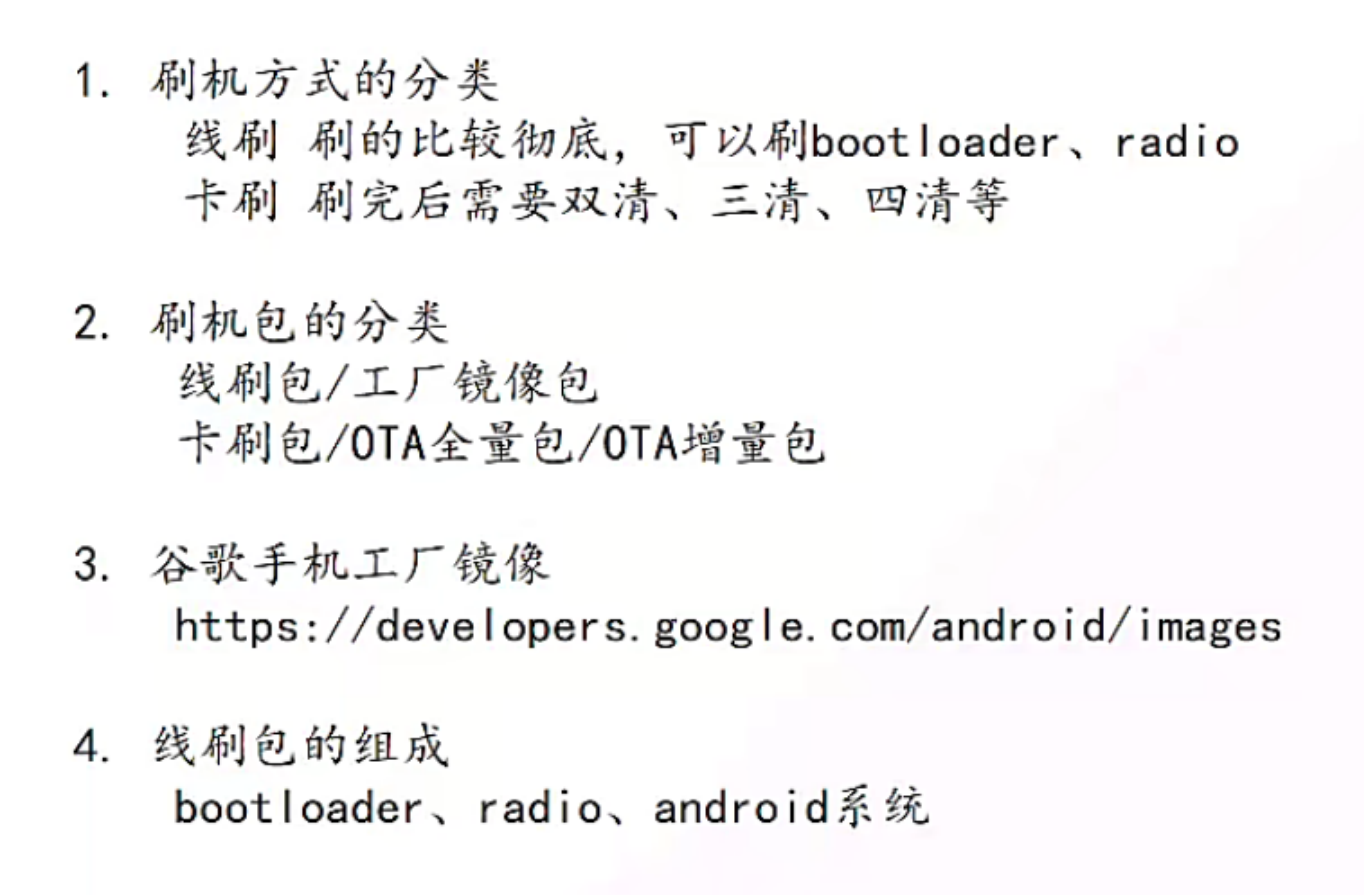 1. 刷机方式的分类
线刷 刷的比较彻底，可以刷bootloader、radio
卡刷 刷完后需要双清、三清、四清等
2. 刷机包的分类
线刷包/工厂镜像包
卡刷包/OTA全量包/OTA增量包
3. 谷歌手机工厂镜像
https://developers.google.com/android/images
4. 线刷包的组成
bootloader、radio、android系统